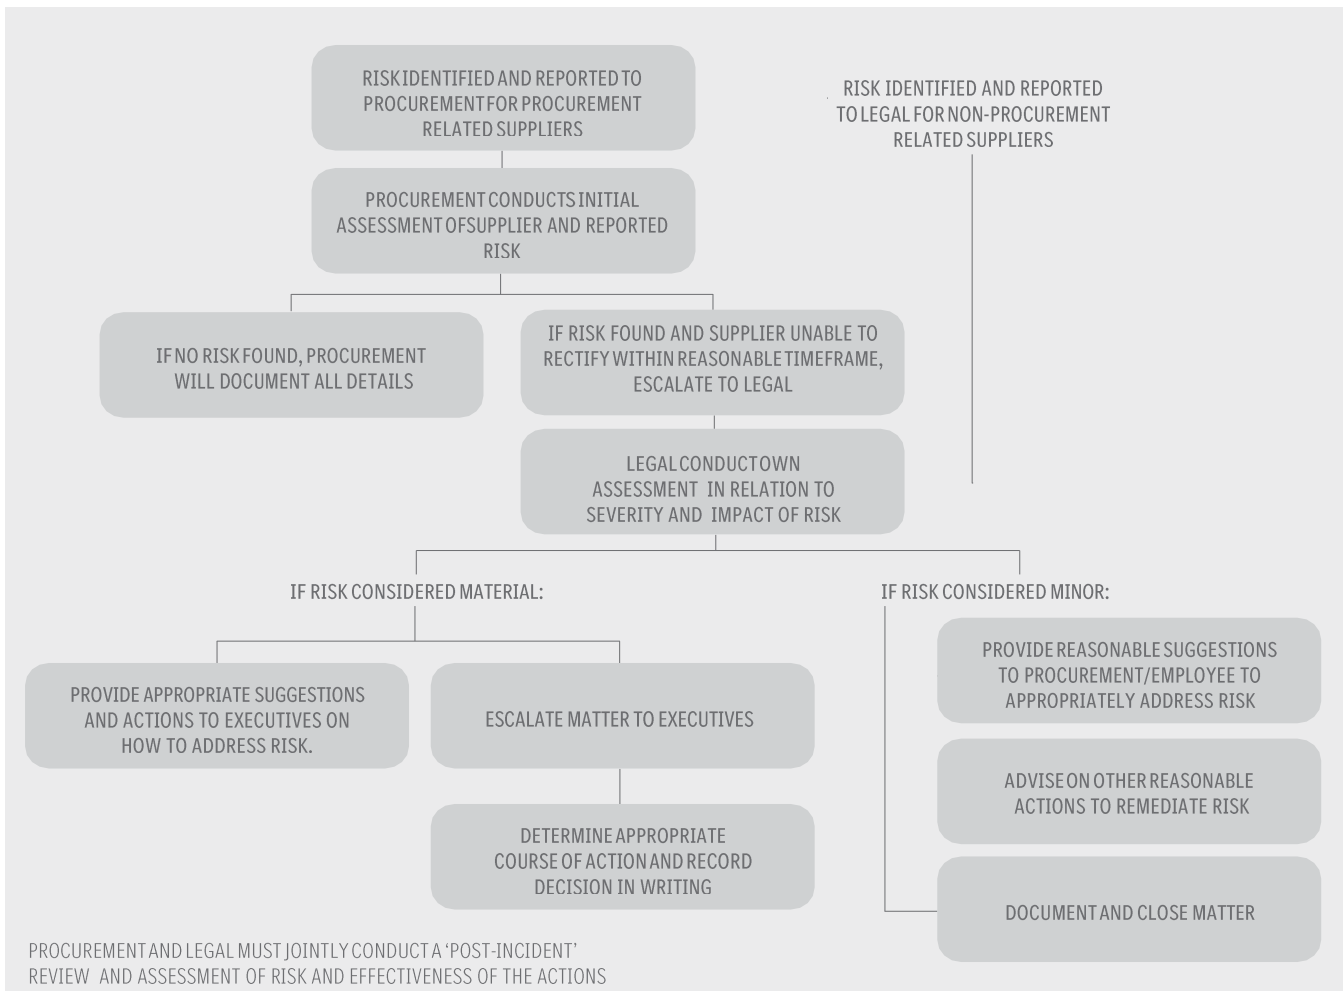 RISK IDENTIFIED AND REPORTED TO
PROCUREMENT FOR PROCUREMENT
RELATED SUPPLIERS
RISK IDENTIFIED AND REPORTED
TO LEGAL FOR NON-PROCUREMENT
RELATED SUPPLIERS
PROCUREMENT CONDUCTS INITIAL
ASSESSMENT OF SUPPLIER AND REPORTED
RISK
IF NO RISK FOUND, PROCUREMENT
WILL DOCUMENT ALL DETAILS
IF RISK FOUND AND SUPPLIER UNABLE TO
RECTIFY WITHIN REASONABLE TIMEFRAME,
ESCALATE TO LEGAL
LEGAL CONDUCT OWN
ASSESSMENT IN RELATION TO
SEVERITY AND IMPACT OF RISK
IF RISK CONSIDERED MATERIAL:
PROVIDE APPROPRIATE SUGGESTIONS
AND ACTIONS TO EXECUTIVES ON
HOW TO ADDRESS RISK.
ESCALATE MATTER TO EXECUTIVES
DETERMINE APPROPRIATE
COURSE OF ACTION AND RECORD
DECISION IN WRITING
IF RISK CONSIDERED MINOR:
PROVIDE REASONABLE SUGGESTIONS
TO PROCUREMENT/EMPLOYEE TO
APPROPRIATELY ADDRESS RISK
ADVISE ON OTHER REASONABLE
ACTIONS TO REMEDIATE RISK
DOCUMENT AND CLOSE MATTER
PROCUREMENT AND LEGAL MUST JOINTLY CONDUCT A ‘POST-INCIDENT’
REVIEW AND ASSESSMENT OF RISK AND EFFECTIVENESS OF THE ACTIONS